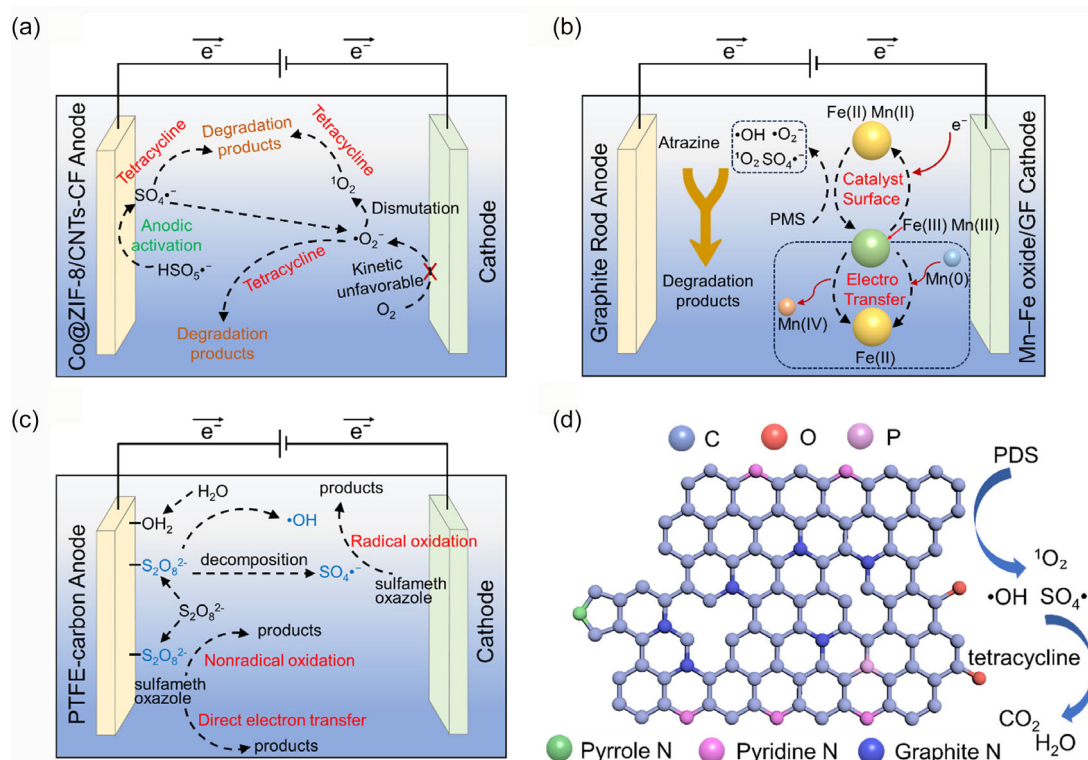 (a)
e⁻
e⁻
Co@ZIF-8/CNTs-CF Anode
Tetracycline
Degradation
products
Tetracycline
SO₄•⁻
¹O₂
Dismutation
•O₂⁻
Anodic
activation
HSO₅•⁻
Tetracycline
Kinetic
unfavorable
O₂
Degradation
products
Cathode
(b)
e⁻
e⁻
Graphite Rod Anode
Atrazine
•OH •O₂⁻
¹O₂ SO₄•⁻
PMS
Degradation
products
Fe(II) Mn(II)
e⁻
Catalyst
Surface
Fe(III) Mn(III)
Electro
Transfer
Mn(0)
Mn(IV)
Fe(II)
Mn–Fe oxide/GF Cathode
(c)
e⁻
e⁻
PTFE-carbon Anode
H₂O
OH₂
•OH
products
Radical oxidation
S₂O₈²⁻
decomposition
SO₄•⁻
sulfameth
oxazole
S₂O₈²⁻
products
S₂O₈²⁻
Nonradical oxidation
sulfameth
oxazole
Direct electron transfer
products
Cathode
(d)
C
O
P
PDS
¹O₂
•OH SO₄•
tetracycline
CO₂
H₂O
Pyrrole N
Pyridine N
Graphite N